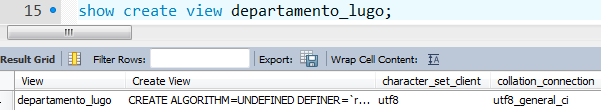 15 show create view departamento_lugo;
Result Grid Filter Rows: Export: Wrap Cell Content:
View Create View character_set_client collation_connection
departamento_lugo CREATE ALGORITHM=UNDEFINED DEFINER=`r... utf8 utf8_general_ci